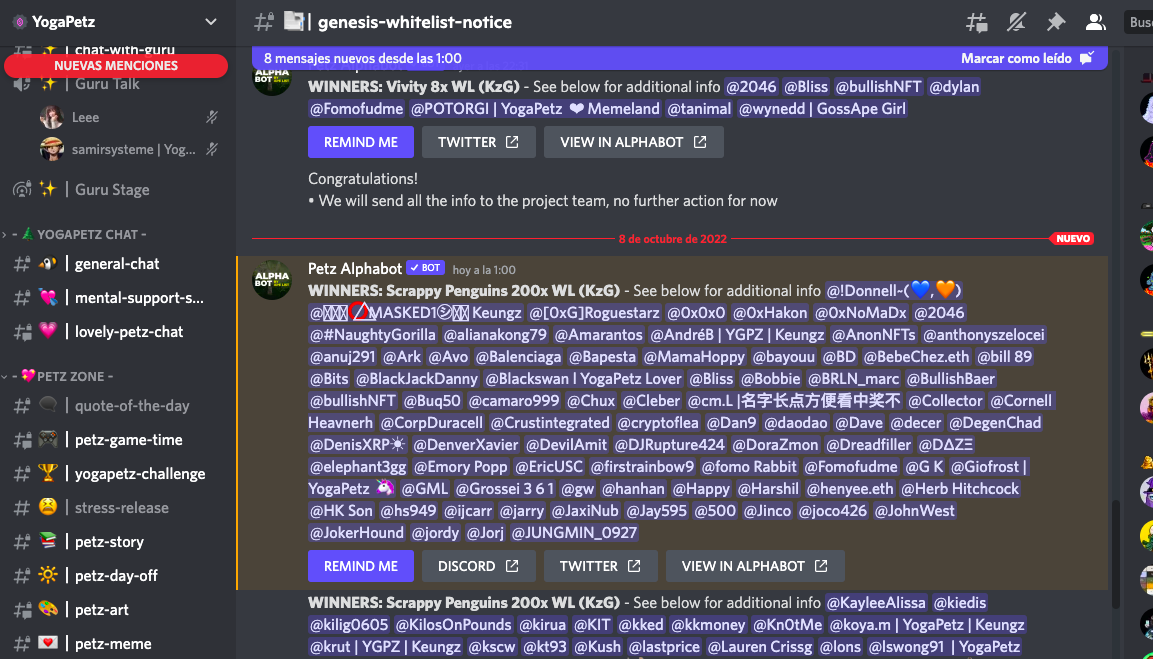 YogaPetz
chat-with-guru
NUEVAS MENCIONES
Guru Talk
Leee
samirsysteme | Yog...
| Guru Stage
- YOGAPETZ CHAT -
| general-chat
| mental-support-s...
| lovely-petz-chat
- PETZ ZONE -
| quote-of-the-day
| petz-game-time
| yogapetz-challenge
| stress-release
| petz-story
| petz-day-off
| petz-art
| petz-meme
| genesis-whitelist-notice
Busc
8 mensajes nuevos desde las 1:00
Marcar como leído
ALPHA
BOT
WINNERS: Vivity 8x WL (KzG) - See below for additional info @2046 @Bliss @bullishNFT @dylan
@Fomofudme @POTORGI | YogaPetz ❤ Memeland @tanimal @wynedd | GossApe Girl
REMIND ME TWITTER VIEW IN ALPHABOT
Congratulations!
• We will send all the info to the project team, no further action for now
8 de octubre de 2022
NUEVO
ALPHA
BOT
Petz Alphabot ✓ BOT hoy a la 1:00
WINNERS: Scrappy Penguins 200x WL (KzG) - See below for additional info @!Donnell-(💙,🧡)
MASKED1 Keungz @[0xG]Roguestarz @0x0x0 @0xHakon @0xNoMaDx @2046
@#NaughtyGorilla @alianakong79 @Amarantos @AndréB | YGPZ | Keungz @AnonNFTs @anthonyszelocei
@anuj291 @Ark @Avo @Balenciaga @Bapesta @MamaHoppy @bayouu @BD @BebeChez.eth @bill 89
@Bits @BlackJackDanny @Blackswan l YogaPetz Lover @Bliss @Bobbie @BRLN_marc @BullishBaer
@bullishNFT @Buq50 @camaro999 @Chux @Cleber @cm.L |名字长点方便看中奖不 @Collector @Cornell
Heavnerh @CorpDuracell @Crustintegrated @cryptoflea @Dan9 @daodao @Dave @decer @DegenChad
@DenisXRP☀ @DenverXavier @DevilAmit @DJRupture424 @DoraZmon @Dreadfiller @DΔZΞ
@elephant3gg @Emory Popp @EricUSC @firstrainbow9 @fomo Rabbit @Fomofudme @G K @Giofrost |
YogaPetz 🦄 @GML @Grossei 3 6 1 @gw @hanhan @Happy @Harshil @henyee.eth @Herb Hitchcock
@HK Son @hs949 @ijcarr @jarry @JaxiNub @Jay595 @500 @Jinco @joco426 @JohnWest
@JokerHound @jordy @Jorj @JUNGMIN_0927
REMIND ME DISCORD TWITTER VIEW IN ALPHABOT
WINNERS: Scrappy Penguins 200x WL (KzG) - See below for additional info @KayleeAlissa @kiedis
@kilig0605 @KilosOnPounds @kirua @KIT @kked @kkmoney @Kn0tMe @koya.m | YogaPetz | Keungz
@krut | YGPZ | Keungz @kscw @kt93 @Kush @lastprice @Lauren Crissg @lons @lswong91 | YogaPetz